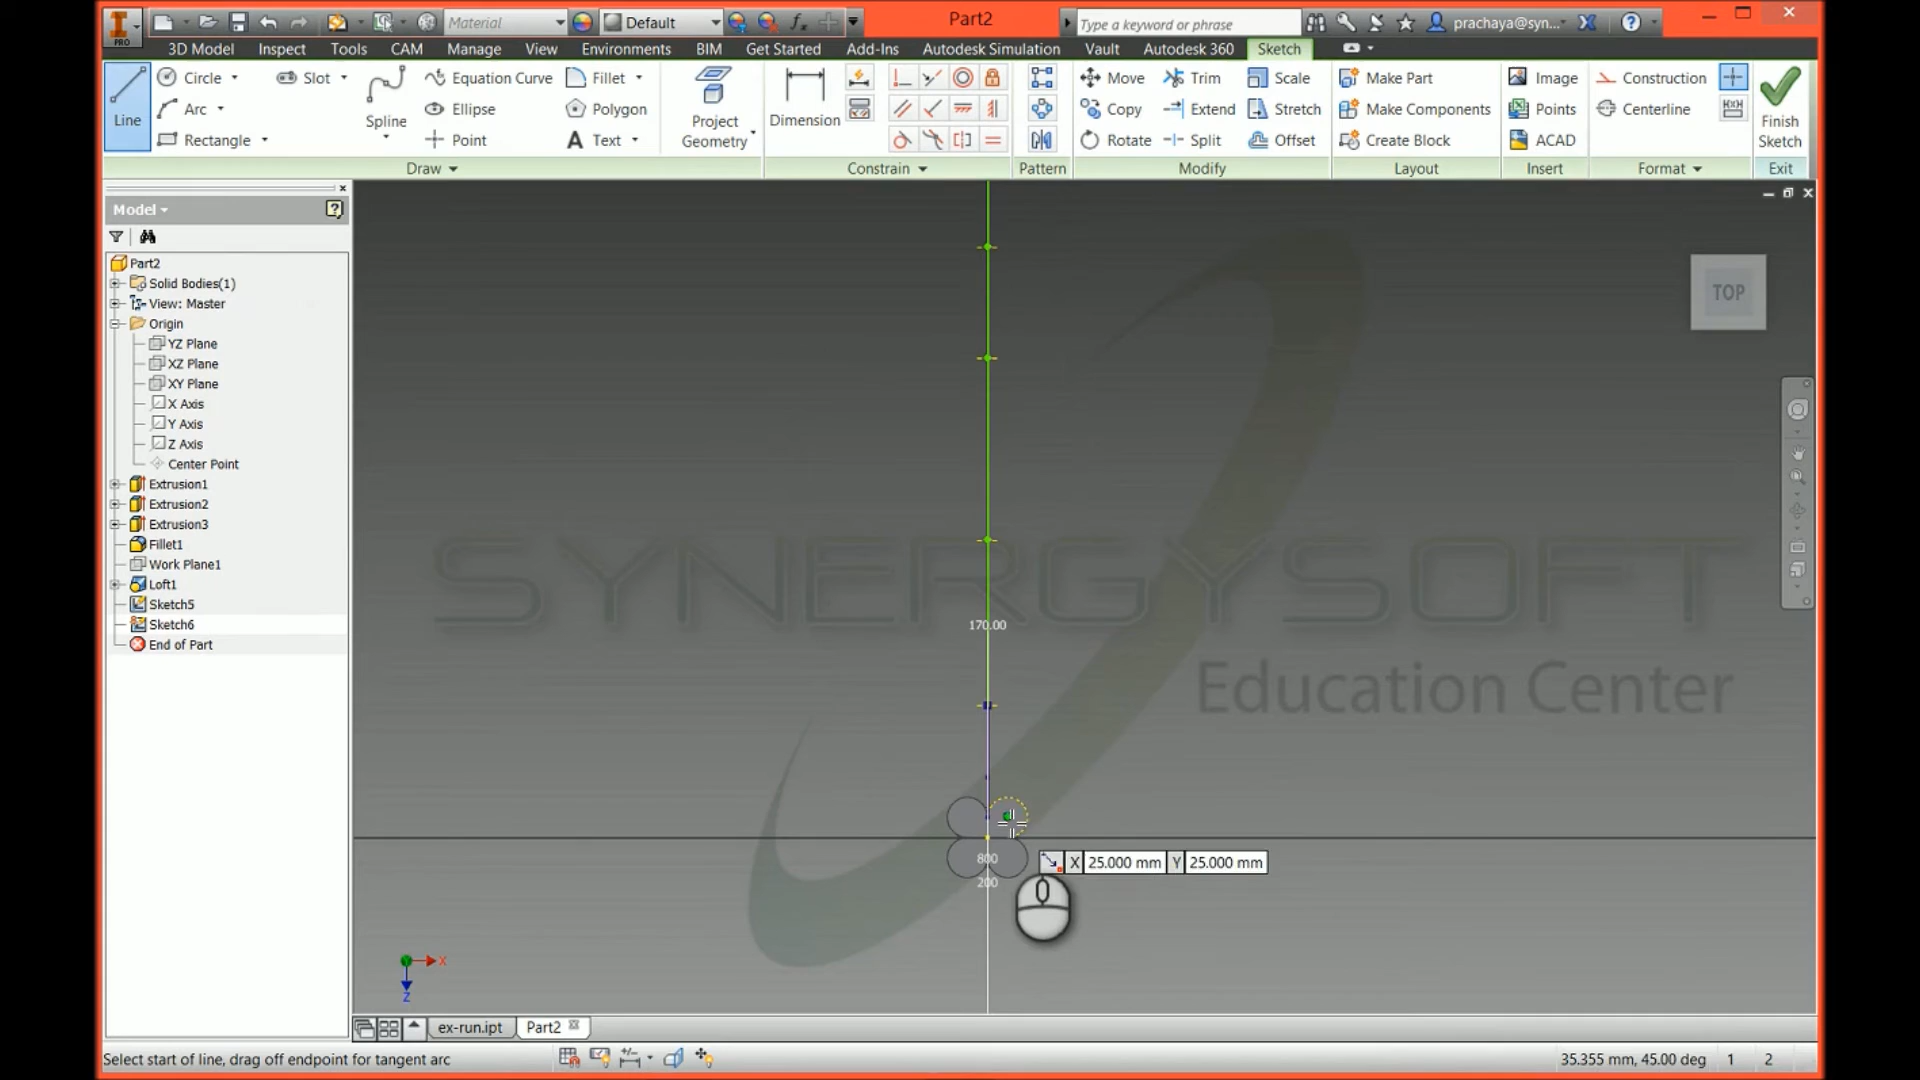 PRO
Material
Default
Part2
Type a keyword or phrase
prachaya@syn...
3D Model
Inspect
Tools
CAM
Manage
View
Environments
BIM
Get Started
Add-Ins
Autodesk Simulation
Vault
Autodesk 360
Sketch
Line
Circle
Arc
Rectangle
Slot
Spline
Equation Curve
Ellipse
Point
Fillet
Polygon
Text
Project Geometry
Dimension
Move
Copy
Rotate
Trim
Extend
Split
Scale
Stretch
Offset
Make Part
Make Components
Create Block
Image
Points
ACAD
Construction
Centerline
Finish Sketch
Draw
Constrain
Pattern
Modify
Layout
Insert
Format
Exit
Model
Part2
Solid Bodies(1)
View: Master
Origin
YZ Plane
XZ Plane
XY Plane
X Axis
Y Axis
Z Axis
Center Point
Extrusion1
Extrusion2
Extrusion3
Fillet1
Work Plane1
Loft1
Sketch5
Sketch6
End of Part
TOP
SYNERGYSOFT
Education Center
170.00
800
200
X 25.000 mm Y 25.000 mm
X
Z
ex-run.ipt
Part2
Select start of line, drag off endpoint for tangent arc
35.355 mm, 45.00 deg 1 2